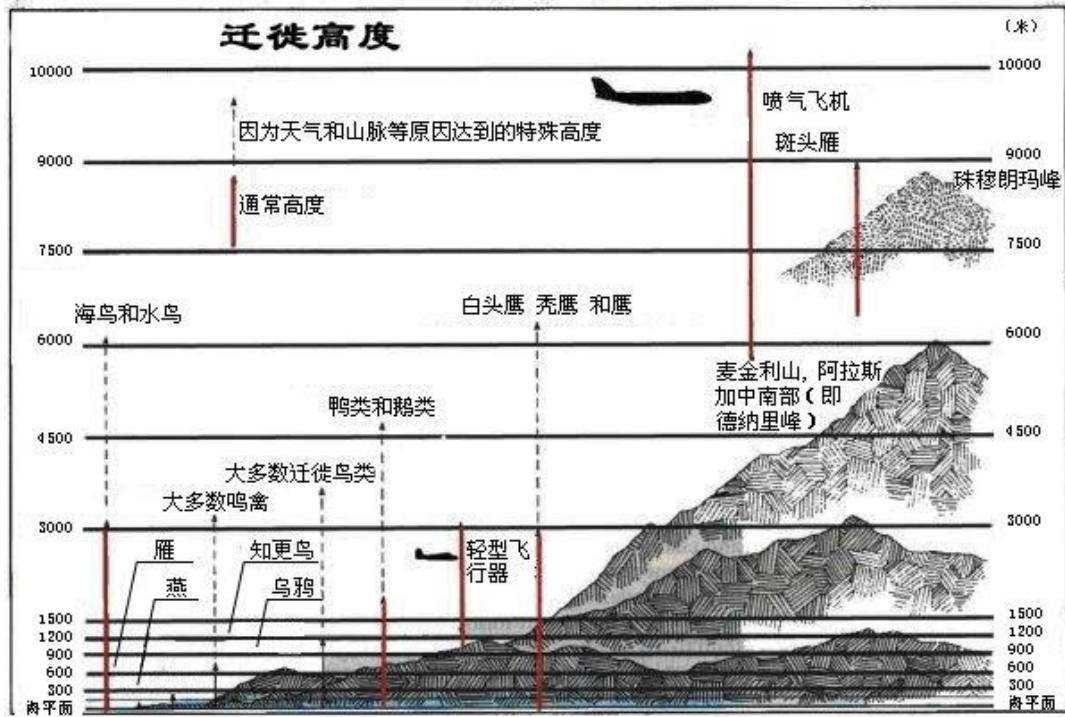 迁徙高度
(米)
10000
10000
喷气飞机
因为天气和山脉等原因达到的特殊高度
斑头雁
9000
9000
珠穆朗玛峰
通常高度
7500
7500
海鸟和水鸟
白头鹰 秃鹰 和鹰
6000
6000
麦金利山, 阿拉斯
加中南部(即
德纳里峰)
鸭类和鹅类
4500
4500
大多数迁徙鸟类
大多数鸣禽
3000
3000
雁
知更鸟
轻型飞
行器
燕
乌鸦
1500
1500
1200
1200
900
900
600
600
300
300
海平面
海平面